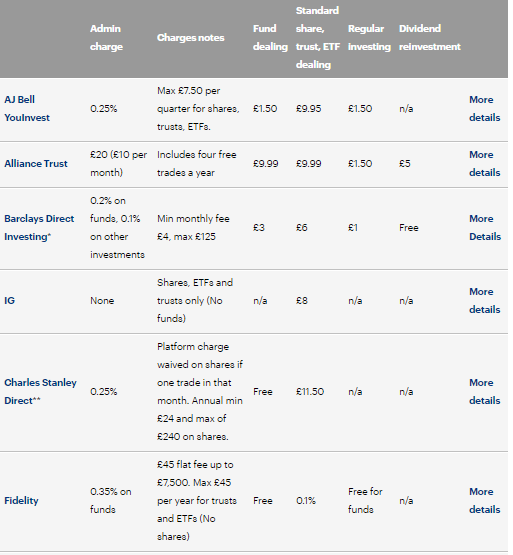 Admin charge
Charges notes
Fund dealing
Standard share, trust, ETF dealing
Regular investing
Dividend reinvestment
AJ Bell YouInvest
0.25%
Max £7.50 per
quarter for shares,
trusts, ETFs.
£1.50
£9.95
£1.50
n/a
More
details
Alliance Trust
£20 (£10 per
month)
Includes four free
trades a year
£9.99
£9.99
£1.50
£5
More
details
Barclays Direct
Investing*
0.2% on
funds, 0.1%
on other
investments
Min monthly fee
£4, max £125
£3
£6
£1
Free
More
Details
IG
None
Shares, ETFs and
trusts only (No
funds)
n/a
£8
n/a
n/a
More
details
Charles Stanley
Direct**
0.25%
Platform charge
waived on shares if
one trade in that
month. Annual min
£24 and max of
£240 on shares.
Free
£11.50
n/a
n/a
More
details
Fidelity
0.35% on
funds
£45 flat fee up to
£7,500. Max £45
per year for trusts
and ETFs (No
shares)
Free
0.1%
Free for
funds
n/a
More
details